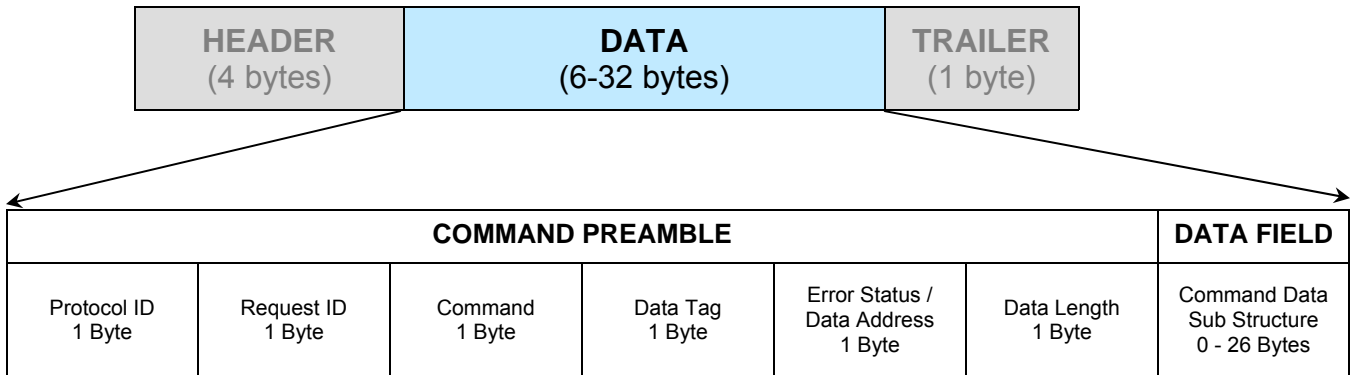 HEADER
(4 bytes)
DATA
(6-32 bytes)
TRAILER
(1 byte)
COMMAND PREAMBLE
DATA FIELD
Protocol ID
1 Byte
Request ID
1 Byte
Command
1 Byte
Data Tag
1 Byte
Error Status /
Data Address
1 Byte
Data Length
1 Byte
Command Data
Sub Structure
0 - 26 Bytes